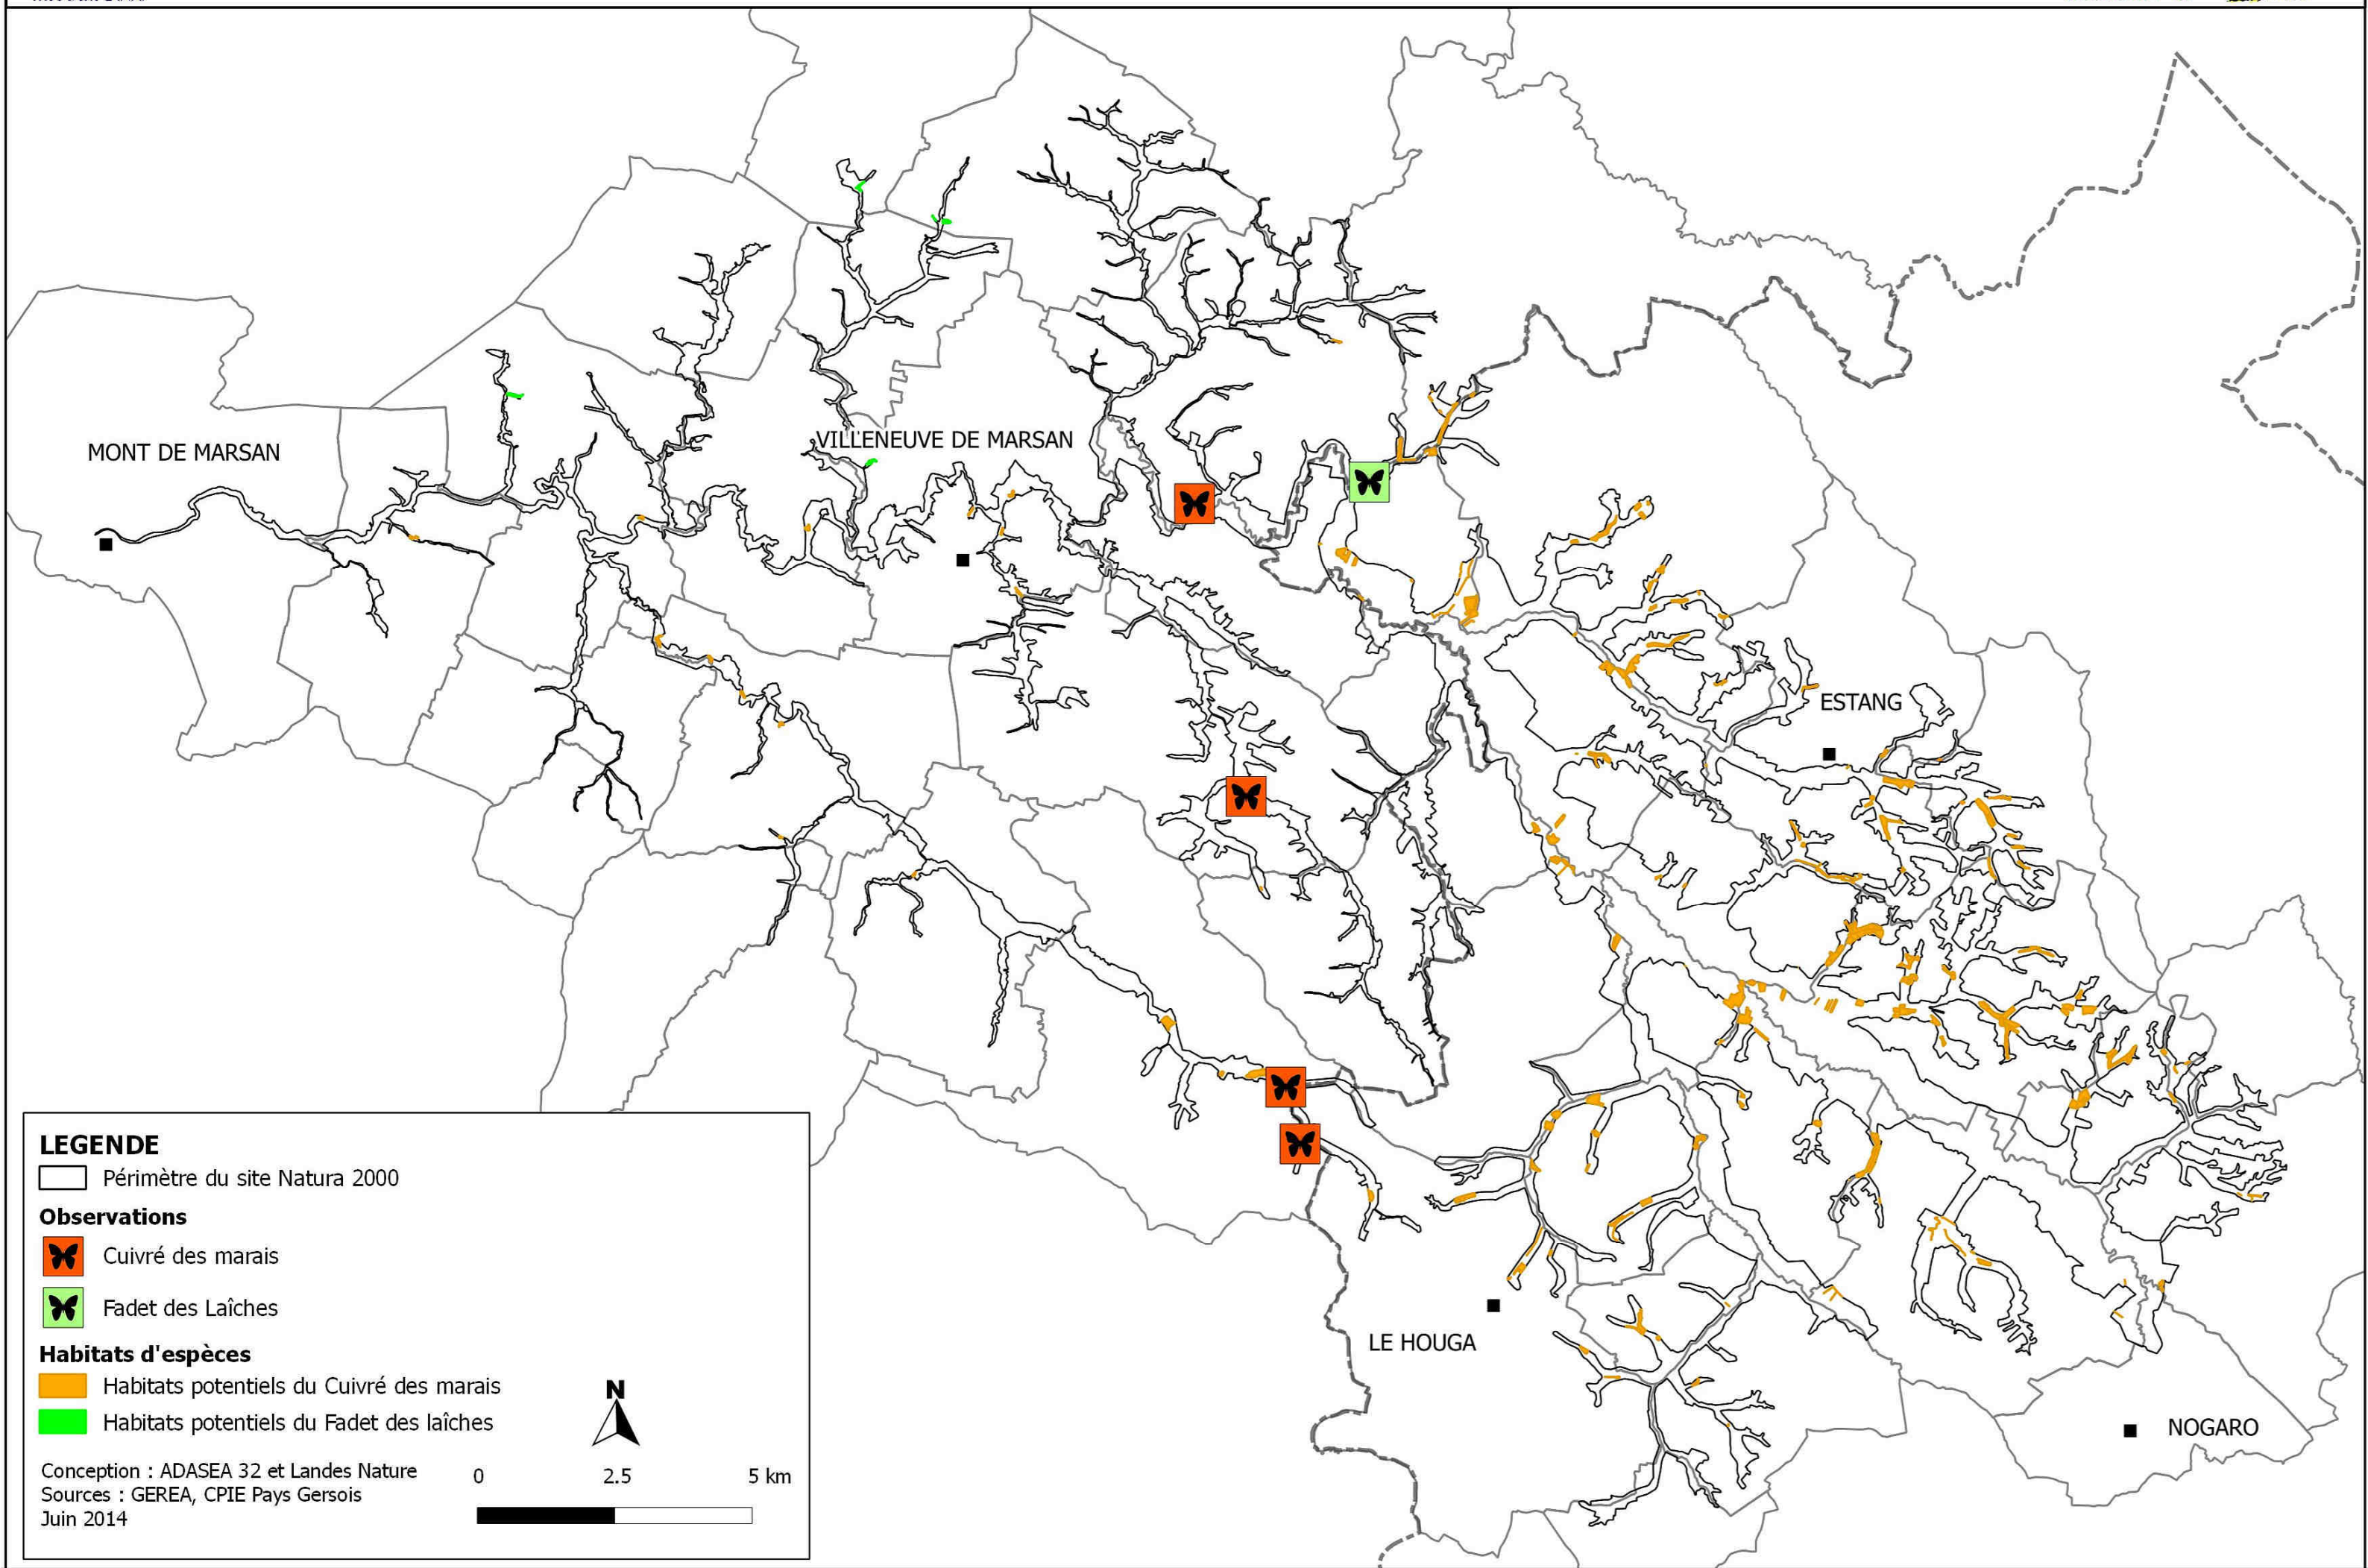 MONT DE MARSAN
VILLENEUVE DE MARSAN
ESTANG
LE HOUGA
NOGARO
LEGENDE
Périmètre du site Natura 2000
Observations
Cuivré des marais
Fadet des Laîches
Habitats d'espèces
Habitats potentiels du Cuivré des marais
Habitats potentiels du Fadet des laîches
N
Conception : ADASEA 32 et Landes Nature
Sources : GEREA, CPIE Pays Gersois
Juin 2014
0 2.5 5 km